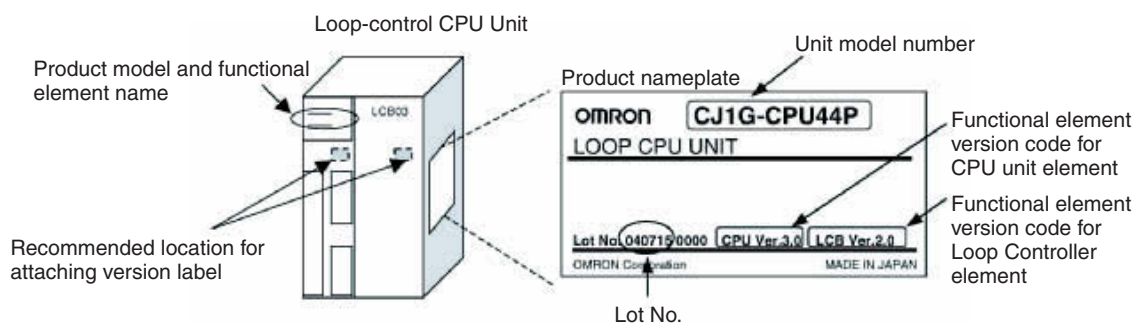 Loop-control CPU Unit
Product model and functional
element name
LCB03
Recommended location for
attaching version label
Product nameplate
Unit model number
OMRON
CJ1G-CPU44P
LOOP CPU UNIT
Lot No. 040715 0000 CPU Ver.3.0 LCB Ver.2.0
OMRON Corporation MADE IN JAPAN
Lot No.
Functional element
version code for
CPU unit element
Functional element
version code for
Loop Controller
element